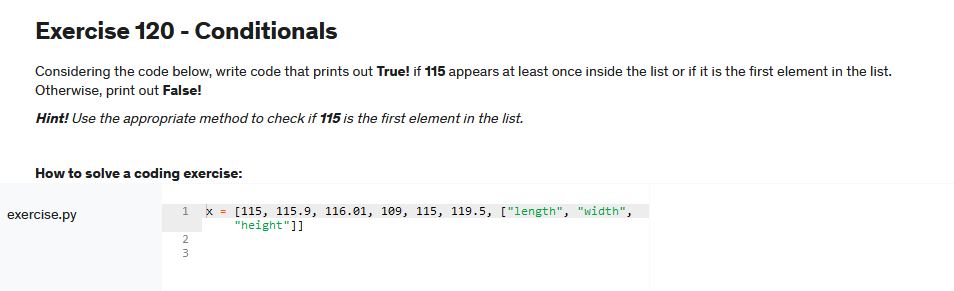 Exercise 120 - Conditionals
Considering the code below, write code that prints out True! if 115 appears at least once inside the list or if it is the first element in the list.
Otherwise, print out False!
Hint! Use the appropriate method to check if 115 is the first element in the list.
How to solve a coding exercise:
exercise.py
1 x = [115, 115.9, 116.01, 109, 115, 119.5, ["length", "width",
"height"]]
2
3